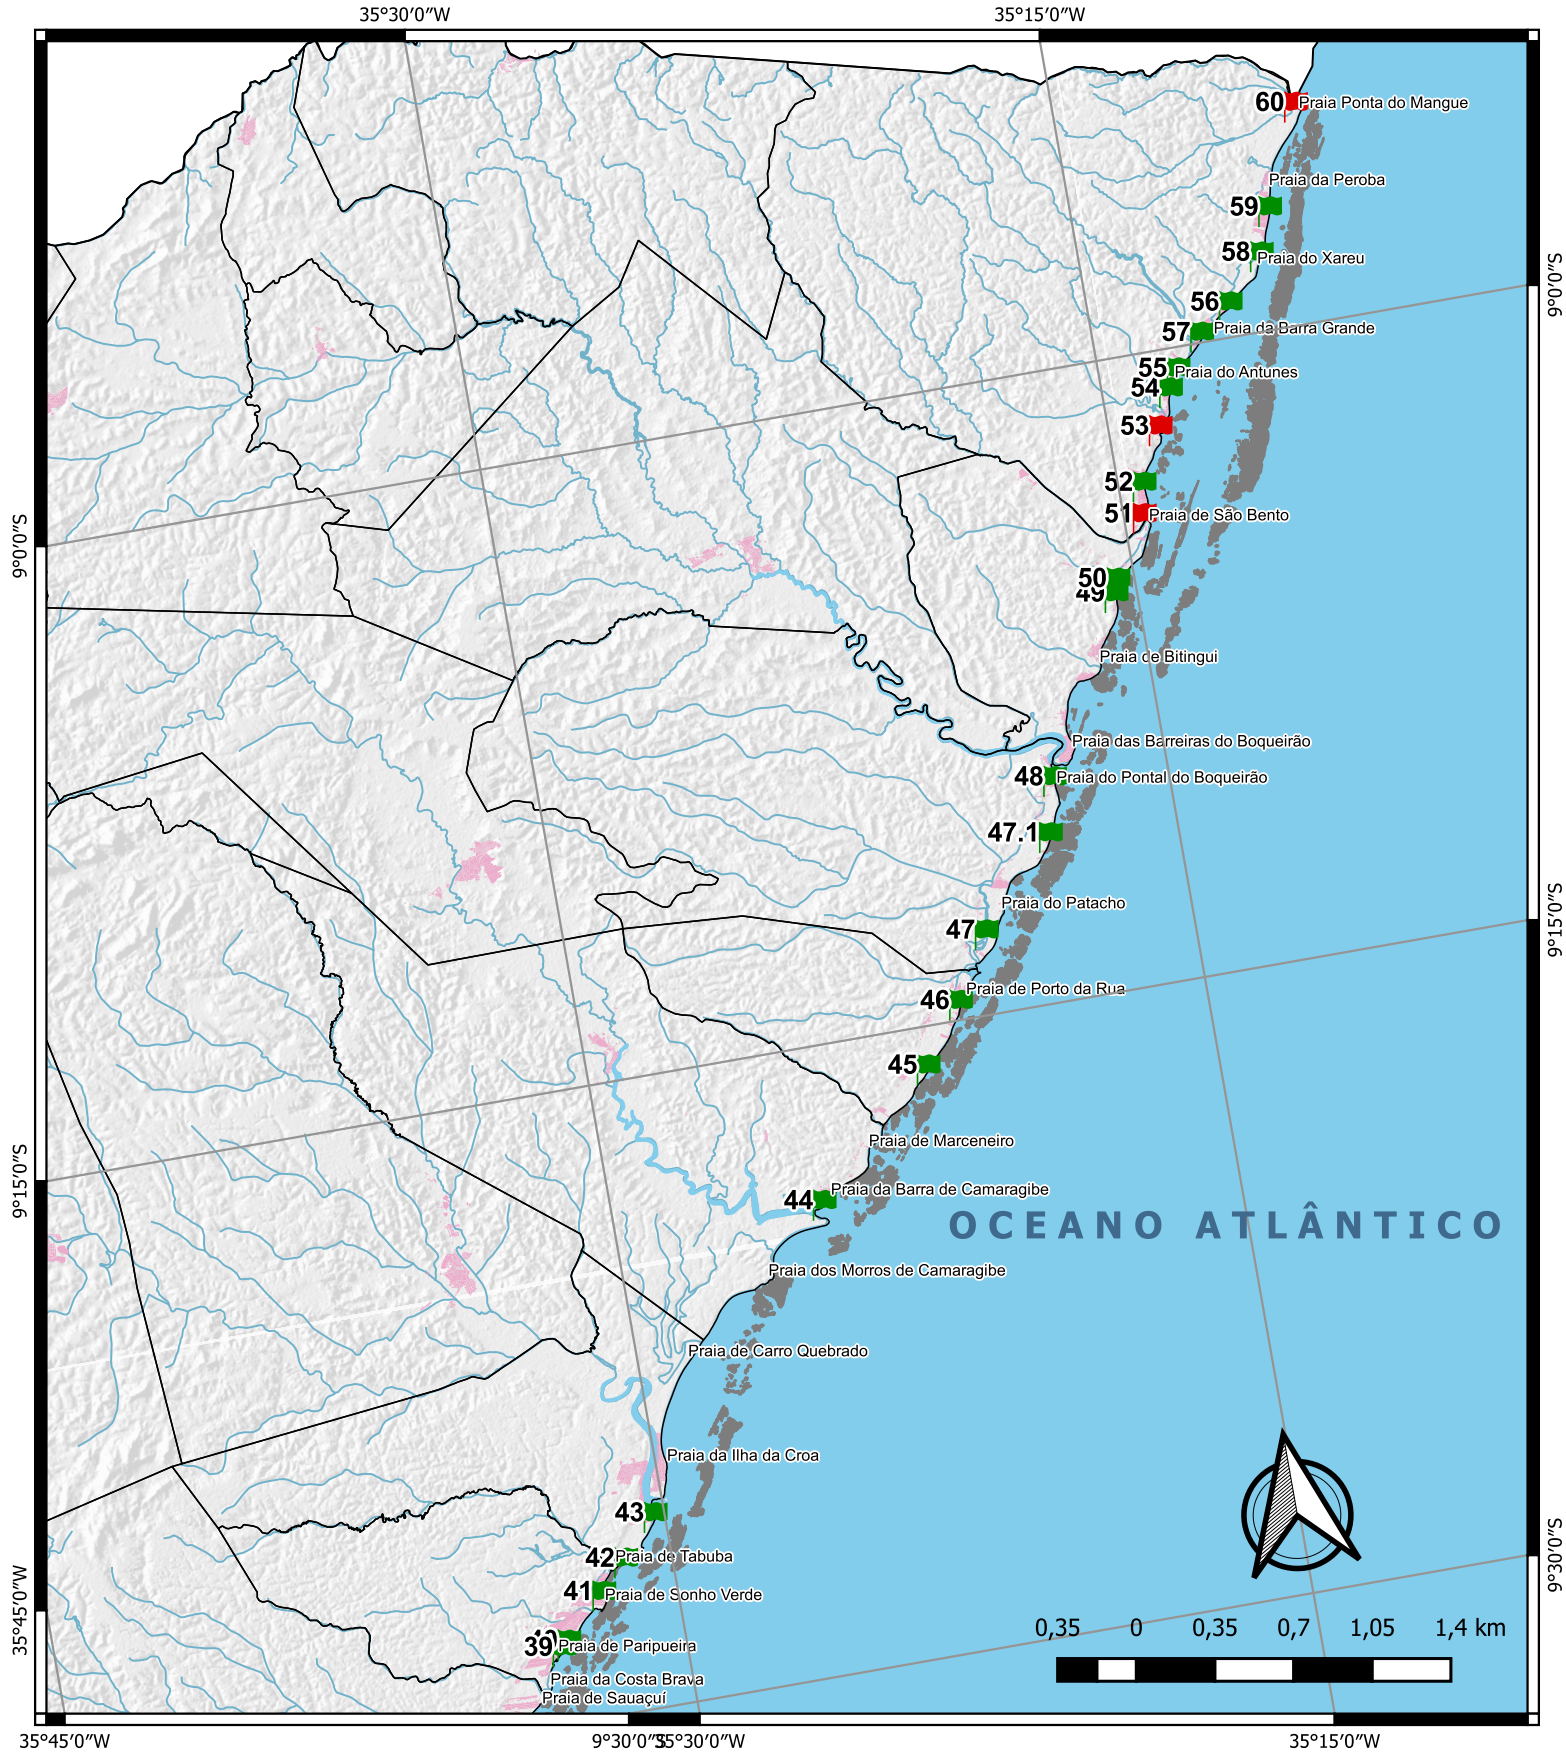 35°30'0"W
35°15'0"W
60 Praia Ponta do Mangue
Praia da Peroba
59
58 Praia do Xareu
9°0'0"S
56
57 Praia da Barra Grande
55 Praia do Antunes
54
53
52
51 Praia de São Bento
9°0'0"S
50
49
Praia de Bitingui
Praia das Barreiras do Boqueirão
48 Praia do Pontal do Boqueirão
47.1
Praia do Patacho
9°15'0"S
47
Praia de Porto da Rua
46
45
Praia de Marceneiro
9°15'0"S
44 Praia da Barra de Camaragibe
OCEANO ATLÂNTICO
Praia dos Morros de Camaragibe
Praia de Carro Quebrado
Praia da Ilha da Croa
43
42 Praia de Tabuba
9°30'0"S
41 Praia de Sonho Verde
35°45'0"W
0,35 0 0,35 0,7 1,05 1,4 km
40
39 Praia de Paripueira
Praia da Costa Brava
Praia de Sauaçuí
35°45'0"W
9°30'0"S
35°30'0"W
35°15'0"W